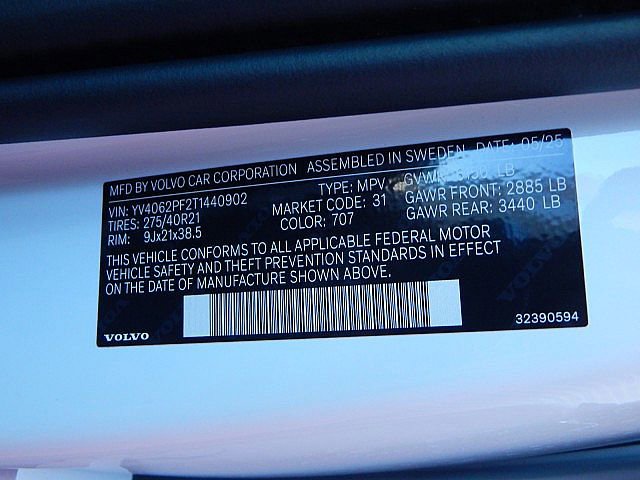 MFD BY VOLVO CAR CORPORATION ASSEMBLED IN SWEDEN DATE: 05/25
VIN: YV4062PF2T1440902 TYPE: MPV GVWR LB
TIRES: 275/40R21 MARKET CODE: 31 GAWR FRONT: 2885 LB
RIM: 9Jx21x38.5 COLOR: 707 GAWR REAR: 3440 LB
THIS VEHICLE CONFORMS TO ALL APPLICABLE FEDERAL MOTOR
VEHICLE SAFETY AND THEFT PREVENTION STANDARDS IN EFFECT
ON THE DATE OF MANUFACTURE SHOWN ABOVE.
VOLVO 32390594